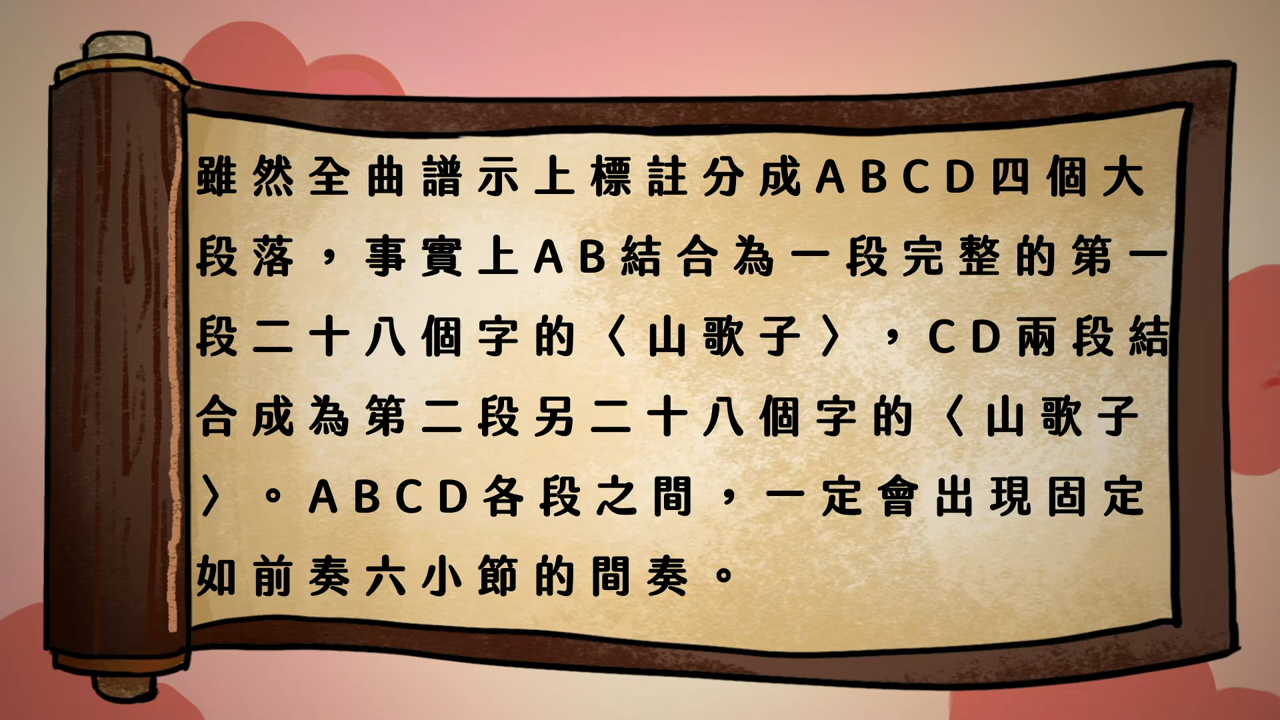 雖然全曲譜示上標註分成ABCD四個大
段落，事實上AB結合為一段完整的第一
段二十八個字的〈山歌子〉，CD兩段結
合成為第二段另二十八個字的〈山歌子
〉。ABCD各段之間，一定會出現固定
如前奏六小節的間奏。